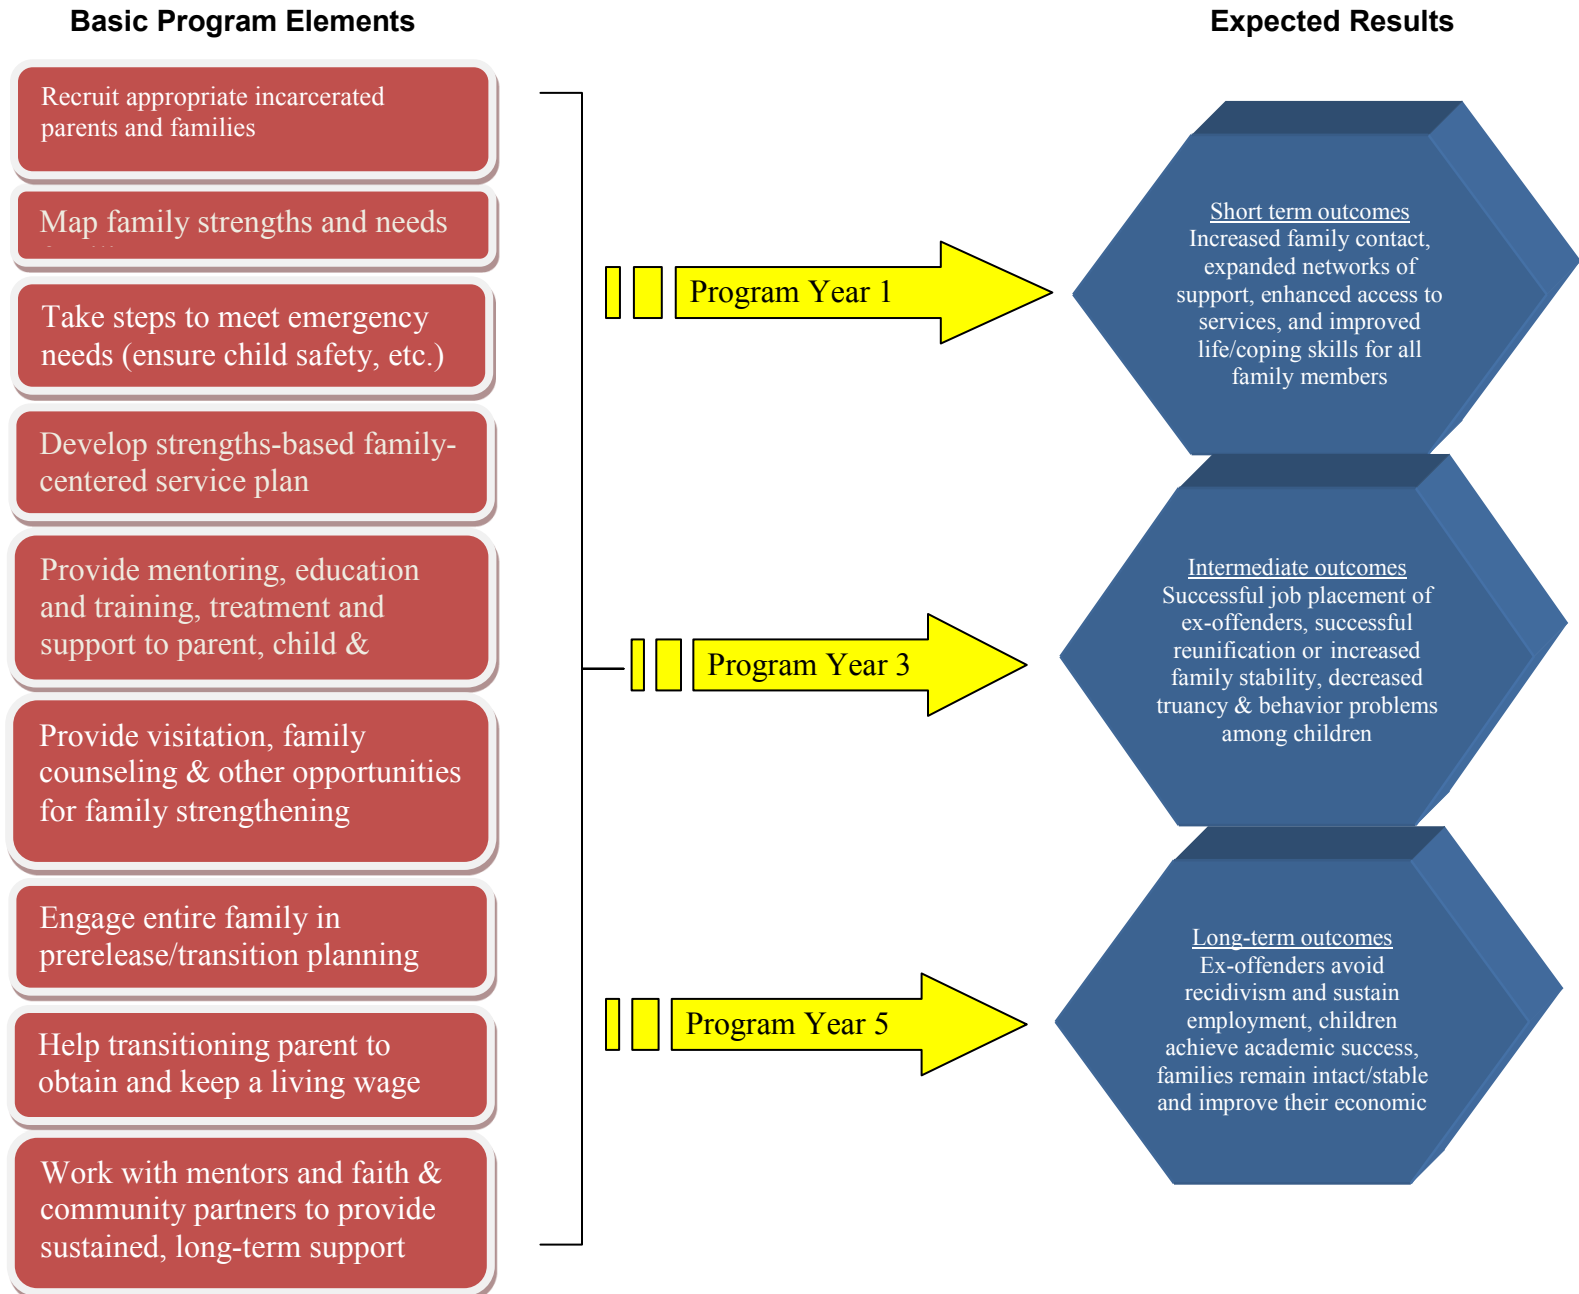 Basic Program Elements
Recruit appropriate incarcerated
parents and families
Map family strengths and needs
Take steps to meet emergency
needs (ensure child safety, etc.)
Develop strengths-based family-
centered service plan
Provide mentoring, education
and training, treatment and
support to parent, child &
Provide visitation, family
counseling & other opportunities
for family strengthening
Engage entire family in
prerelease/transition planning
Help transitioning parent to
obtain and keep a living wage
Work with mentors and faith &
community partners to provide
sustained, long-term support
Program Year 1
Program Year 3
Program Year 5
Expected Results
Short term outcomes
Increased family contact,
expanded networks of
support, enhanced access to
services, and improved
life/coping skills for all
family members
Intermediate outcomes
Successful job placement of
ex-offenders, successful
reunification or increased
family stability, decreased
truancy & behavior problems
among children
Long-term outcomes
Ex-offenders avoid
recidivism and sustain
employment, children
achieve academic success,
families remain intact/stable
and improve their economic